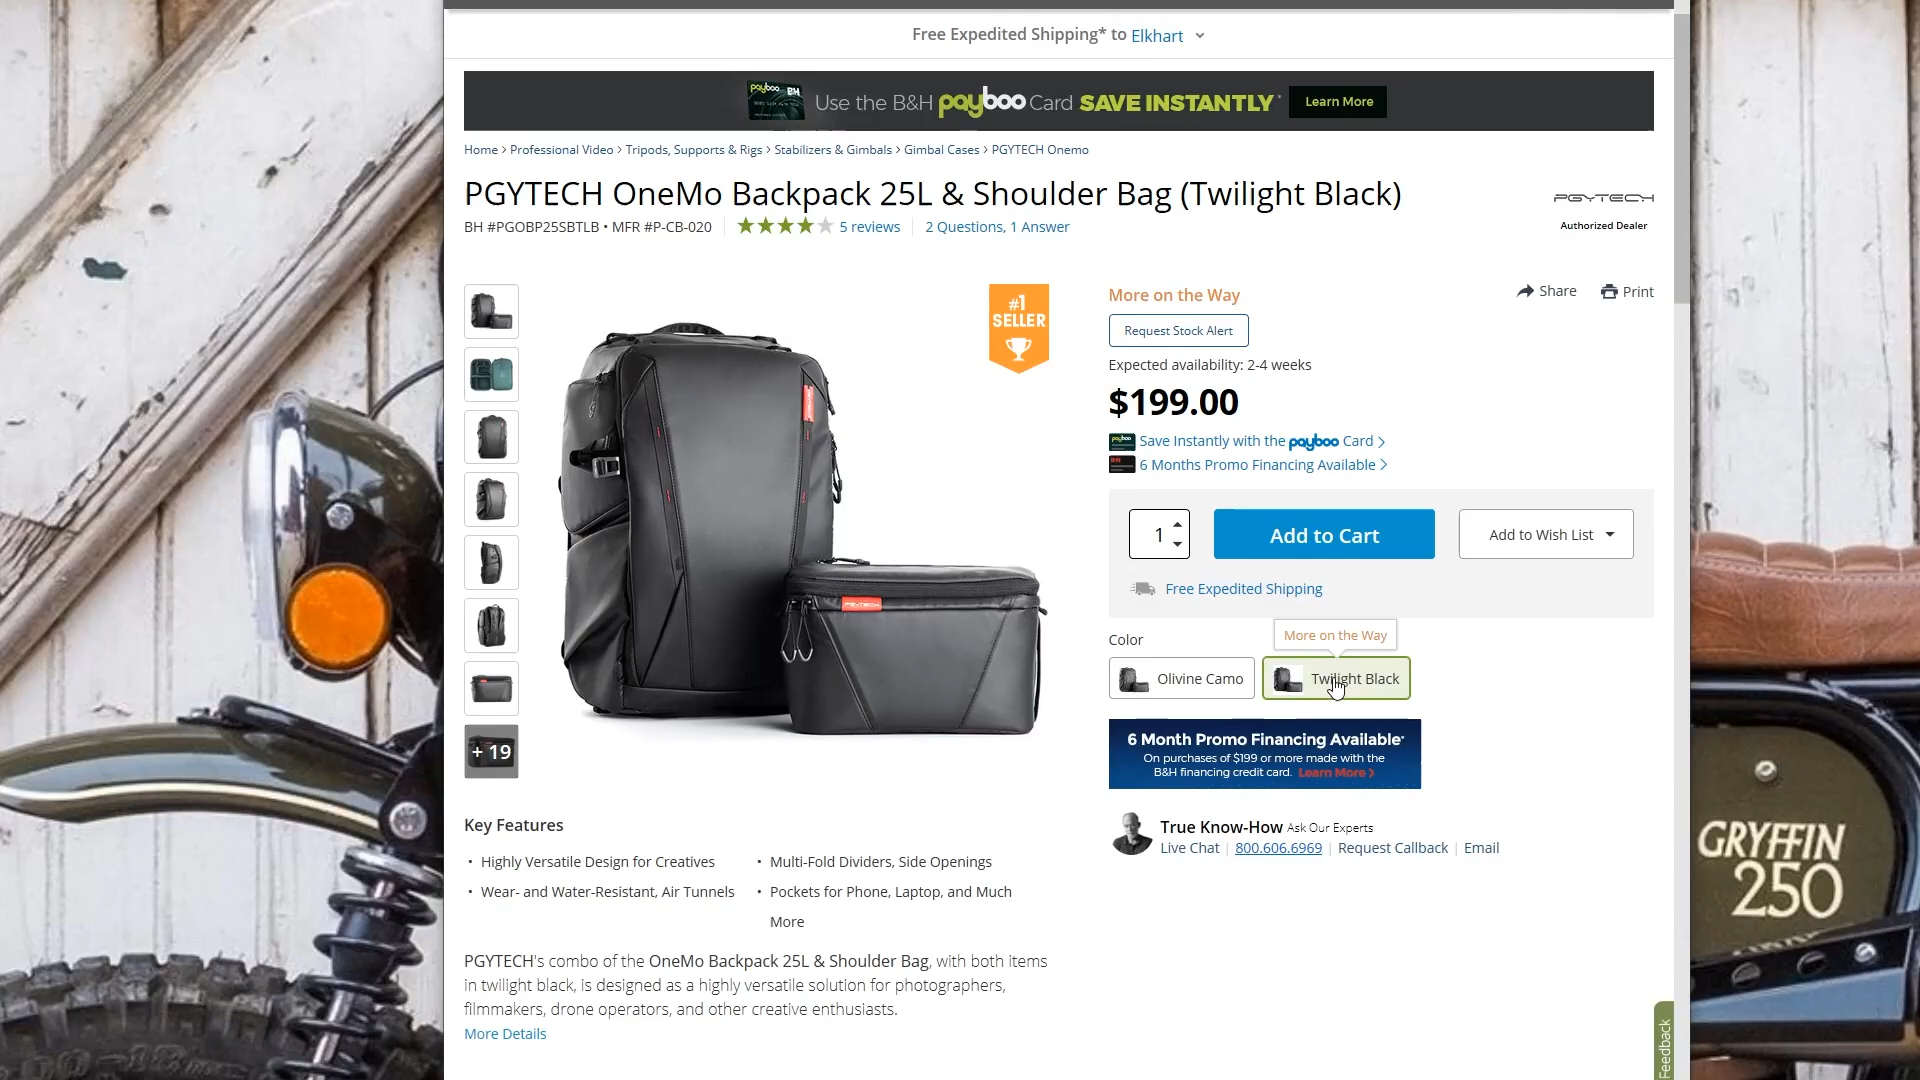 Free Expedited Shipping* to Elkhart
payboo BH Use the B&H payboo Card SAVE INSTANTLY* Learn More
Home > Professional Video > Tripods, Supports & Rigs > Stabilizers & Gimbals > Gimbal Cases > PGYTECH Onemo
PGYTECH OneMo Backpack 25L & Shoulder Bag (Twilight Black)
PGYTECH
BH #PGOBP25SBTLB • MFR #P-CB-020 5 reviews 2 Questions, 1 Answer
Authorized Dealer
#1
SELLER
More on the Way
Share Print
Request Stock Alert
Expected availability: 2-4 weeks
$199.00
Save Instantly with the payboo Card >
6 Months Promo Financing Available >
1 Add to Cart Add to Wish List
Free Expedited Shipping
PGYTECH
Color
More on the Way
Olivine Camo Twilight Black
+ 19
6 Month Promo Financing Available*
On purchases of $199 or more made with the
B&H financing credit card. Learn More >
True Know-How Ask Our Experts
Live Chat | 800.606.6969 | Request Callback | Email
Key Features
• Highly Versatile Design for Creatives
• Wear- and Water-Resistant, Air Tunnels
• Multi-Fold Dividers, Side Openings
• Pockets for Phone, Laptop, and Much
More
PGYTECH's combo of the OneMo Backpack 25L & Shoulder Bag, with both items
in twilight black, is designed as a highly versatile solution for photographers,
filmmakers, drone operators, and other creative enthusiasts.
More Details
Feedback
GRYFFIN
250